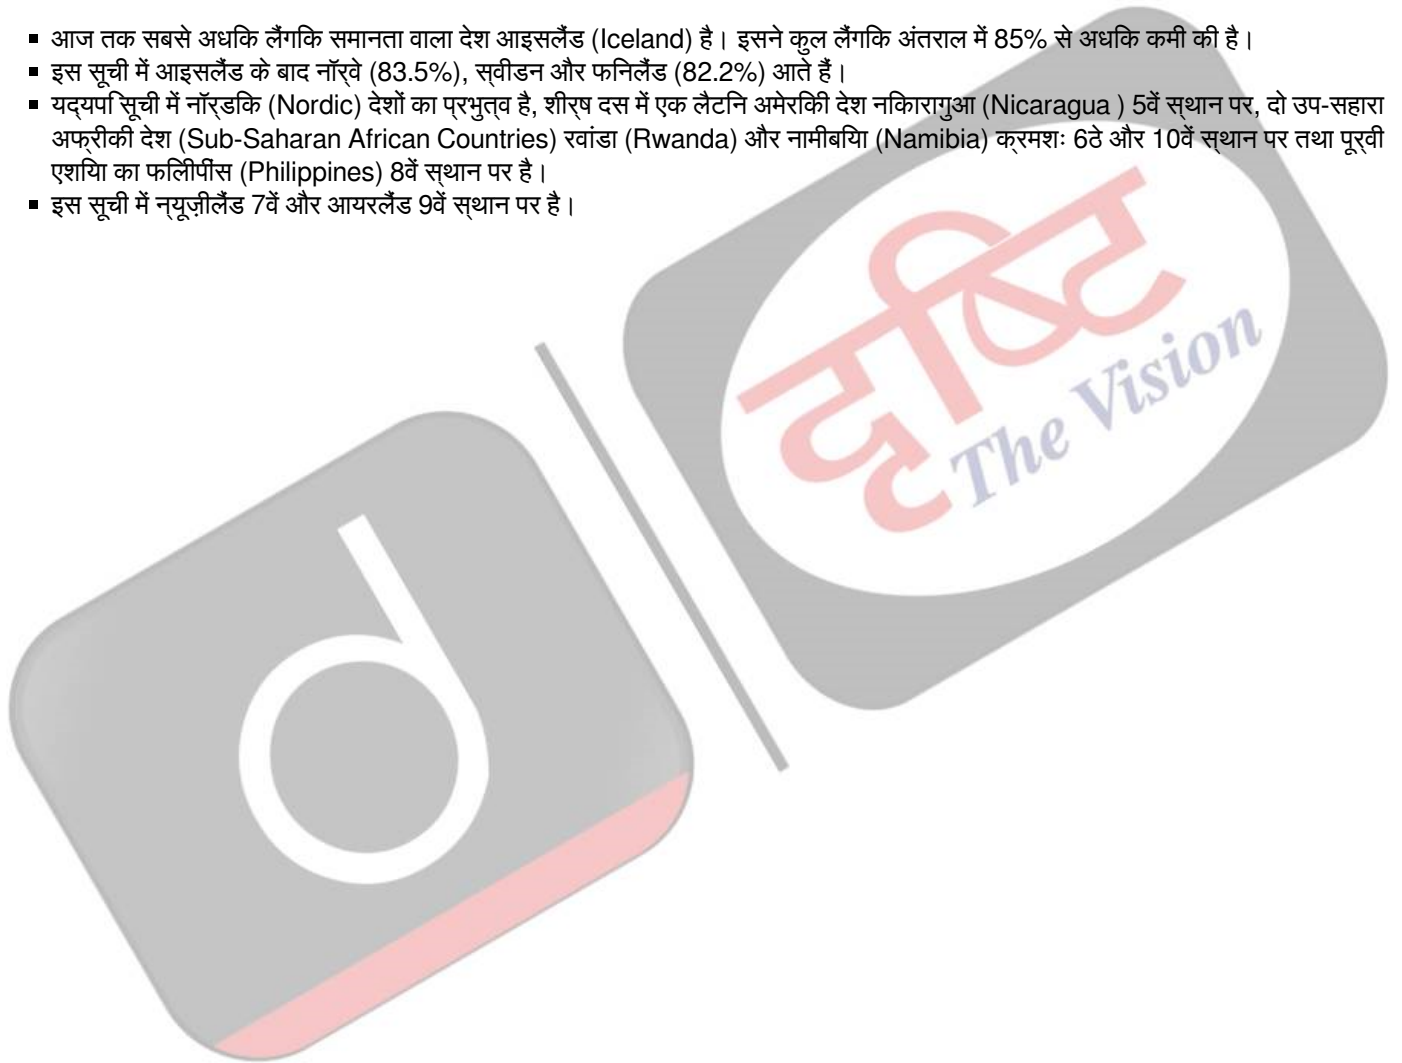 ▪ आज तक सबसे अधिक लैंगिक समानता वाला देश आइसलैंड (Iceland) है। इसने कुल लैंगिक अंतराल में 85% से अधिक कमी की है।
▪ इस सूची में आइसलैंड के बाद नॉर्वे (83.5%), स्वीडन और फिनलैंड (82.2%) आते हैं।
▪ यद्यपि सूची में नॉर्डिक (Nordic) देशों का प्रभुत्व है, शीर्ष दस में एक लैटिन अमेरिकी देश निकारागुआ (Nicaragua ) 5वें स्थान पर, दो उप-सहारा
अफ्रीकी देश (Sub-Saharan African Countries) रवांडा (Rwanda) और नामीबिया (Namibia) क्रमशः 6ठे और 10वें स्थान पर तथा पूर्वी
एशिया का फिलीपींस (Philippines) 8वें स्थान पर है।
▪ इस सूची में न्यूज़ीलैंड 7वें और आयरलैंड 9वें स्थान पर है।
दृष्टि
The Vision
d